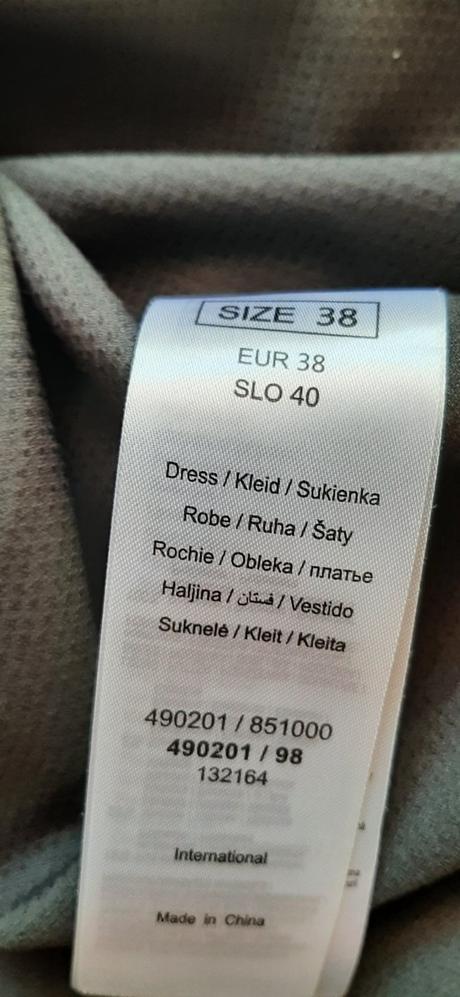 SIZE 38
EUR 38
SLO 40
Dress / Kleid / Sukienka
Robe / Ruha / Šaty
Rochie / Obleka / платье
Haljina / فستان / Vestido
Suknelė / Kleit / Kleita
490201 / 851000
490201 / 98
132164
International
Made in China